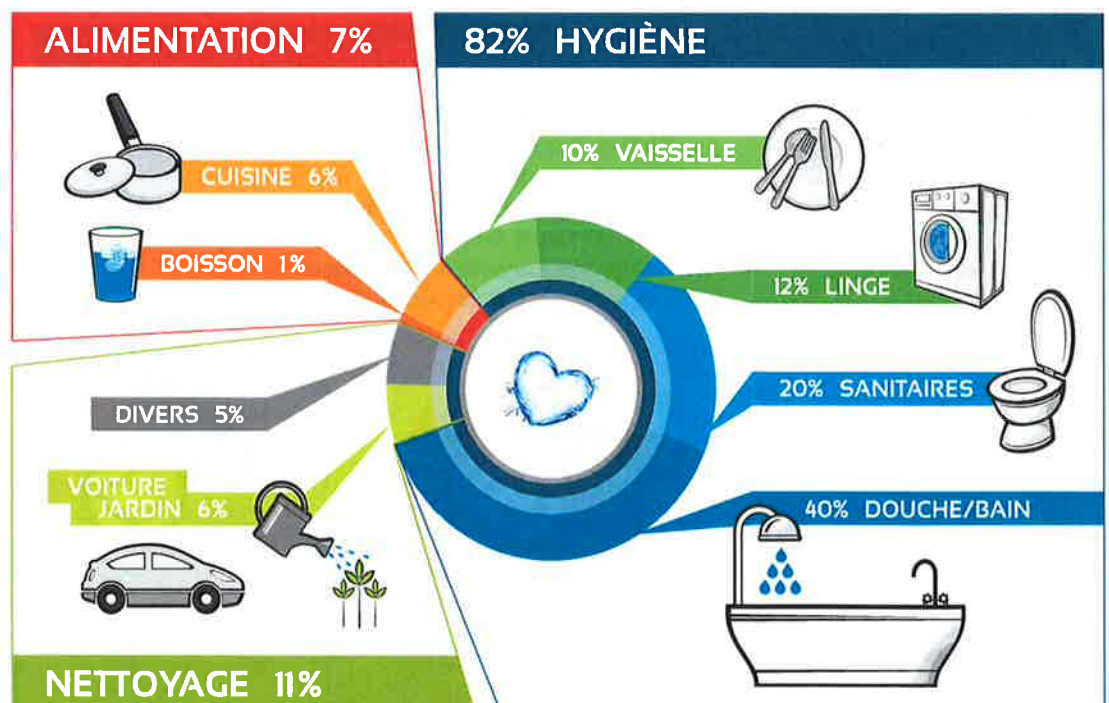 ALIMENTATION 7%
82% HYGIÈNE
CUISINE 6%
BOISSON 1%
10% VAISSELLE
12% LINGE
20% SANITAIRES
40% DOUCHE/BAIN
DIVERS 5%
VOITURE
JARDIN 6%
NETTOYAGE 11%